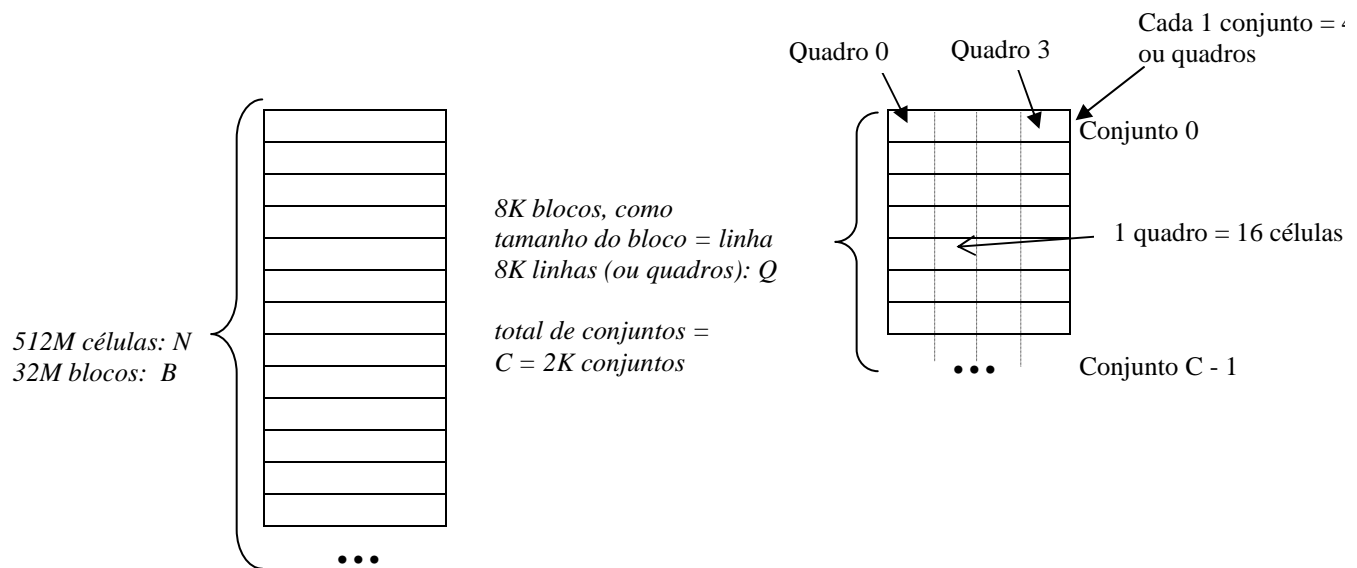 Cada 1 conjunto = 4
ou quadros
Quadro 0
Quadro 3
Conjunto 0
8K blocos, como
tamanho do bloco = linha
8K linhas (ou quadros): Q
1 quadro = 16 células
512M células: N
32M blocos: B
total de conjuntos =
C = 2K conjuntos
Conjunto C - 1